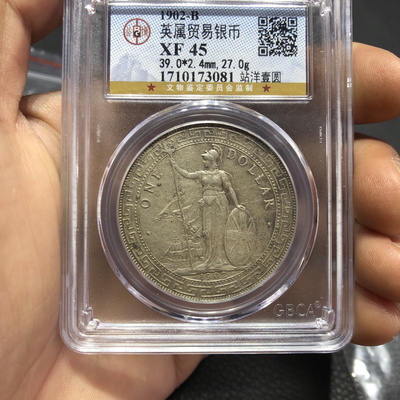 1902-B
英属贸易银币
XF 45
39.0*2.4mm,27.0g
1710173081 站洋壹圆
★ 文物鉴定委员会监制 ★
ONE DOLLAR
GBCA®